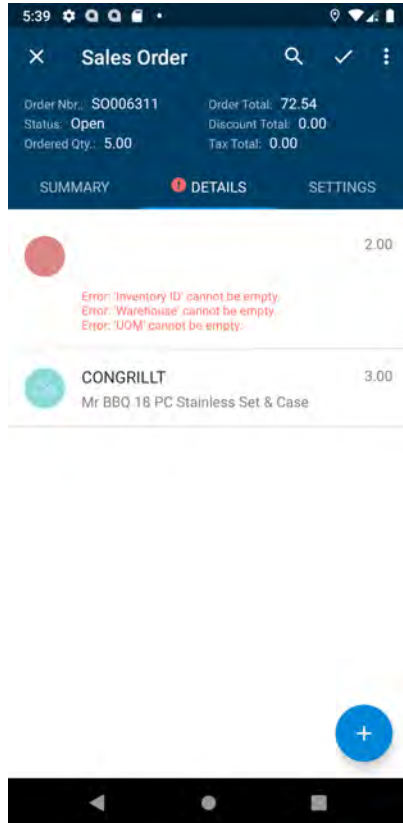 5:39
Sales Order
Order Nbr.: SO006311
Order Total: 72.54
Status: Open
Discount Total: 0.00
Ordered Qty.: 5.00
Tax Total: 0.00
SUMMARY
DETAILS
SETTINGS
2.00
Error: 'Inventory ID' cannot be empty.
Error: 'Warehouse' cannot be empty.
Error: 'UOM' cannot be empty.
CONGRILLT
3.00
Mr BBQ 18 PC Stainless Set & Case